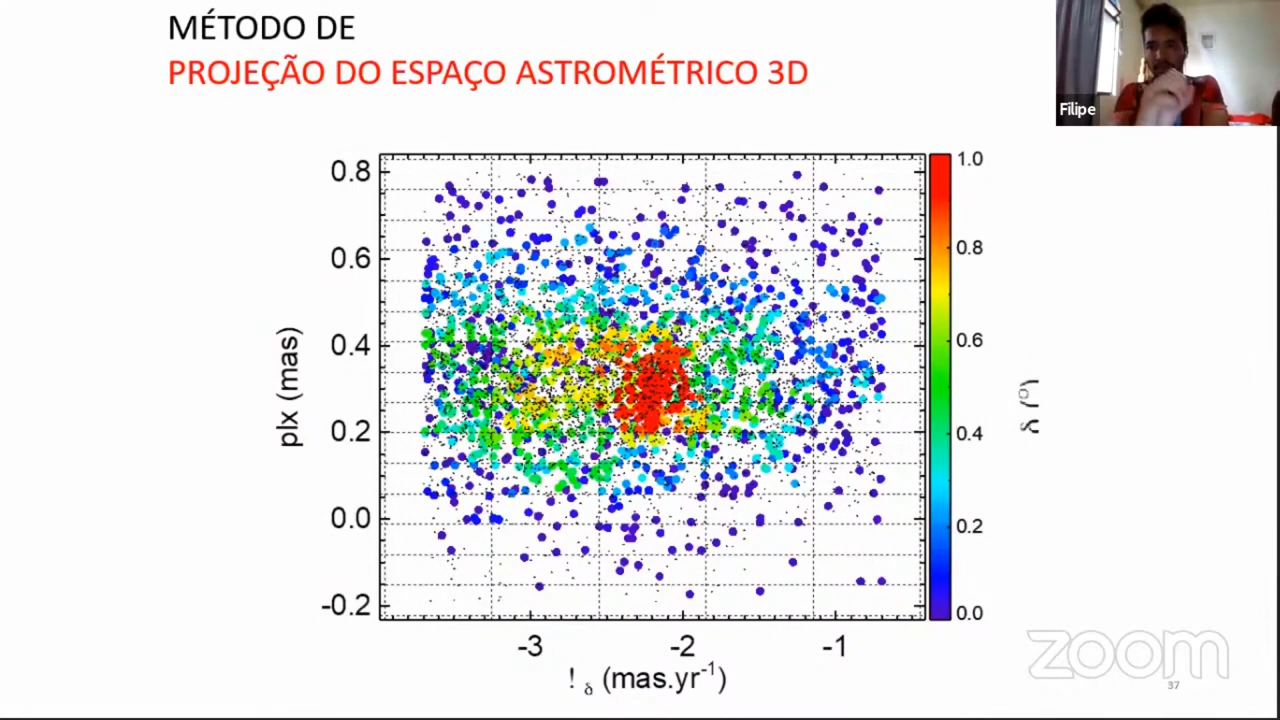 MÉTODO DE
PROJEÇÃO DO ESPAÇO ASTROMÉTRICO 3D
Filipe
0.8
0.6
0.4
0.2
0.0
-0.2
plx (mas)
-3 -2 -1
! δ (mas.yr-1)
1.0
0.8
0.6
0.4
0.2
0.0
δ (°)
zoom
37